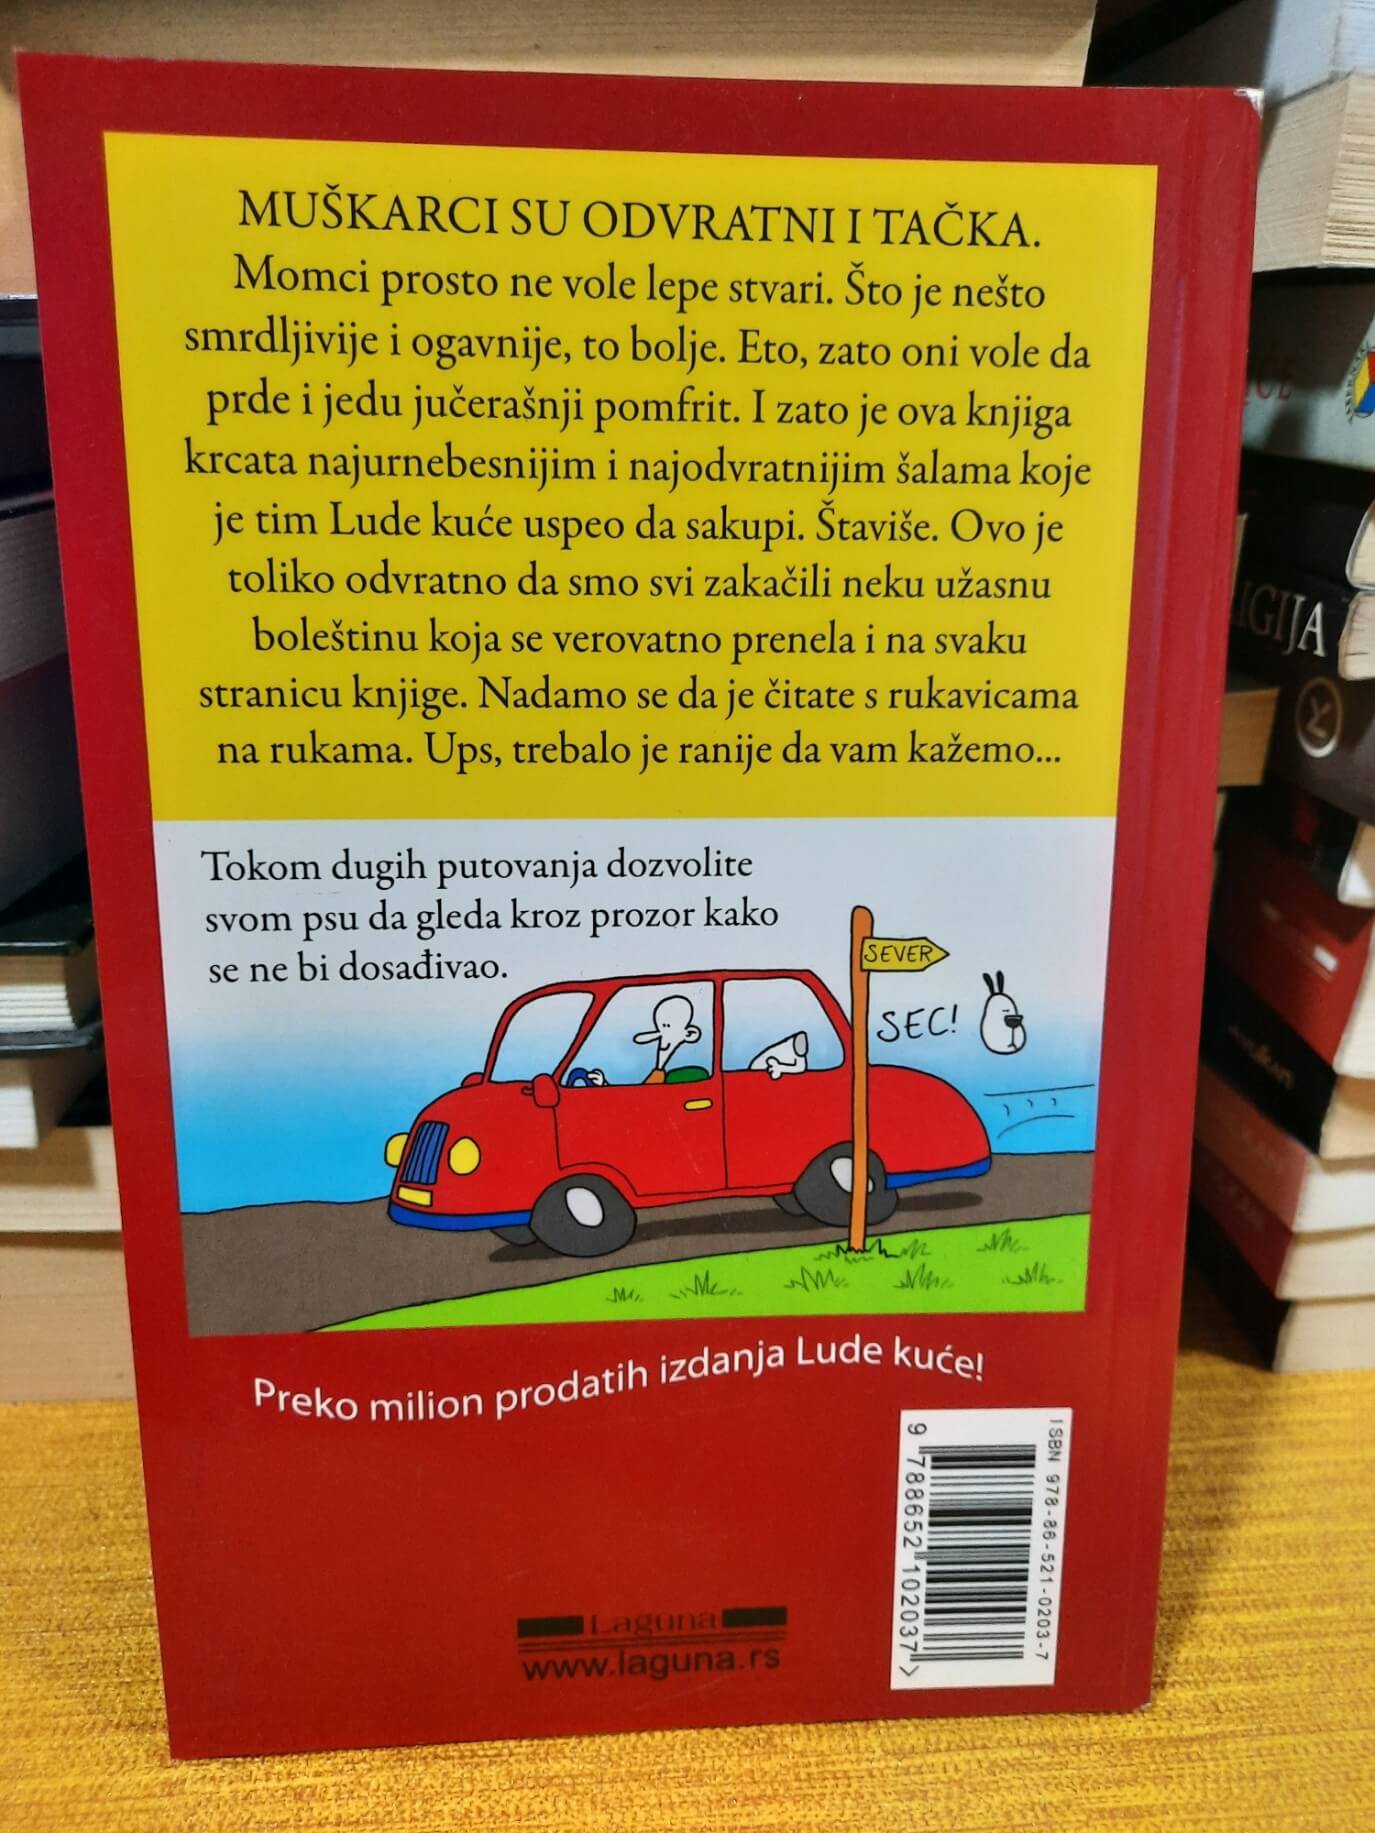 MUŠKARCI SU ODVRATNI I TAČKA.
Momci prosto ne vole lepe stvari. Što je nešto
smrdljivije i ogavnije, to bolje. Eto, zato oni vole da
prde i jedu jučerašnji pomfrit. I zato je ova knjiga
krcata najurnebesnijim i najodvratnijim šalama koje
je tim Lude kuće uspeo da sakupi. Štaviše. Ovo je
toliko odvratno da smo svi zakačili neku užasnu
boleštinu koja se verovatno prenela i na svaku
stranicu knjige. Nadamo se da je čitate s rukavicama
na rukama. Ups, trebalo je ranije da vam kažemo...
Tokom dugih putovanja dozvolite
svom psu da gleda kroz prozor kako
se ne bi dosađivao.
SEVER
SEC!
Preko milion prodatih izdanja Lude kuće!
ISBN 978-86-521-0203-7
9 788652 102037 >
Laguna
www.laguna.rs